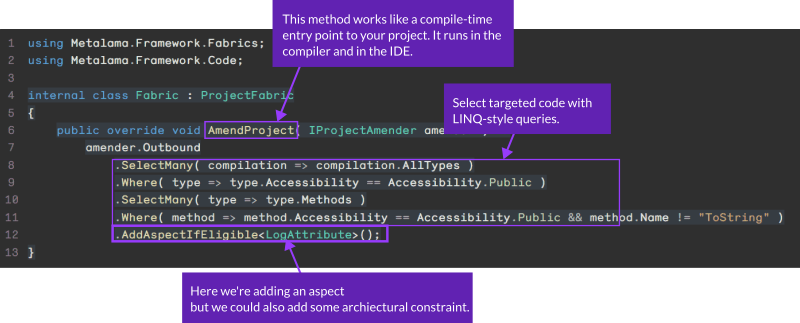 This method works like a compile-time
entry point to your project. It runs in the
compiler and in the IDE.
1 using Metalama.Framework.Fabrics;
2 using Metalama.Framework.Code;
3
4 internal class Fabric : ProjectFabric
5 {
Select targeted code with
LINQ-style queries.
6 public override void AmendProject( IProjectAmender
7 amender.Outbound
8 .SelectMany( compilation => compilation.AllTypes )
9 .Where( type => type.Accessibility == Accessibility.Public )
10 .SelectMany( type => type.Methods )
11 .Where( method => method.Accessibility == Accessibility.Public && method.Name != "ToString" )
12 .AddAspectIfEligible<LogAttribute>();
13 }
Here we're adding an aspect
but we could also add some archiectural constraint.